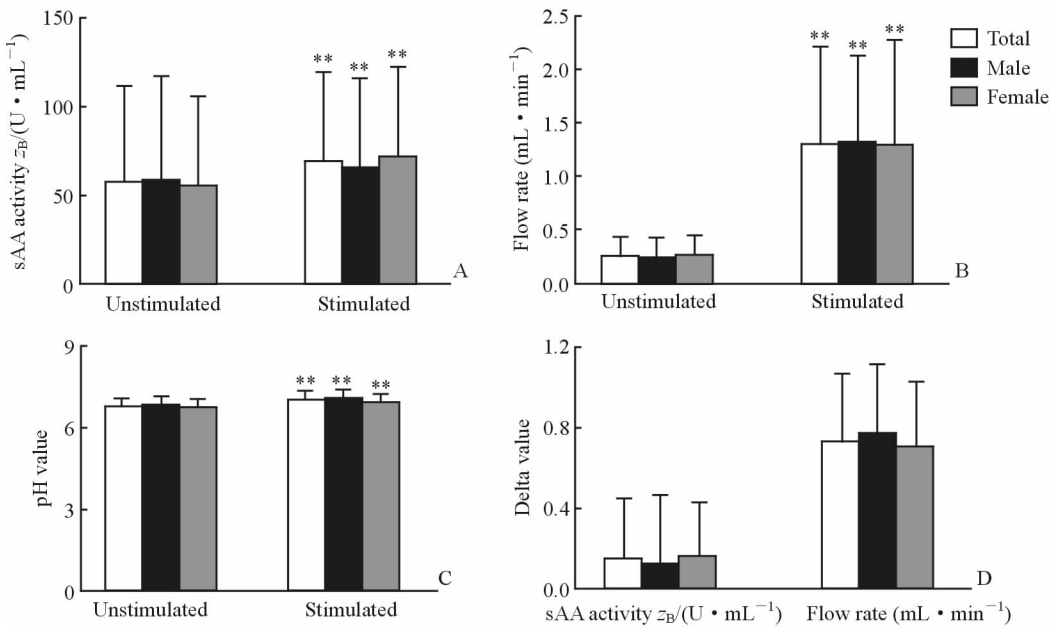 150
100
50
0
sAA activity z_B/(U • mL⁻¹)
** ** **
Unstimulated Stimulated
A
2.5
2.0
1.5
1.0
0.5
0
Flow rate (mL • min⁻¹)
** ** **
Unstimulated Stimulated
B
Total
Male
Female
9
6
3
0
pH value
** ** **
Unstimulated Stimulated
C
1.2
0.8
0.4
0.0
Delta value
sAA activity z_B/(U • mL⁻¹) Flow rate (mL • min⁻¹)
D